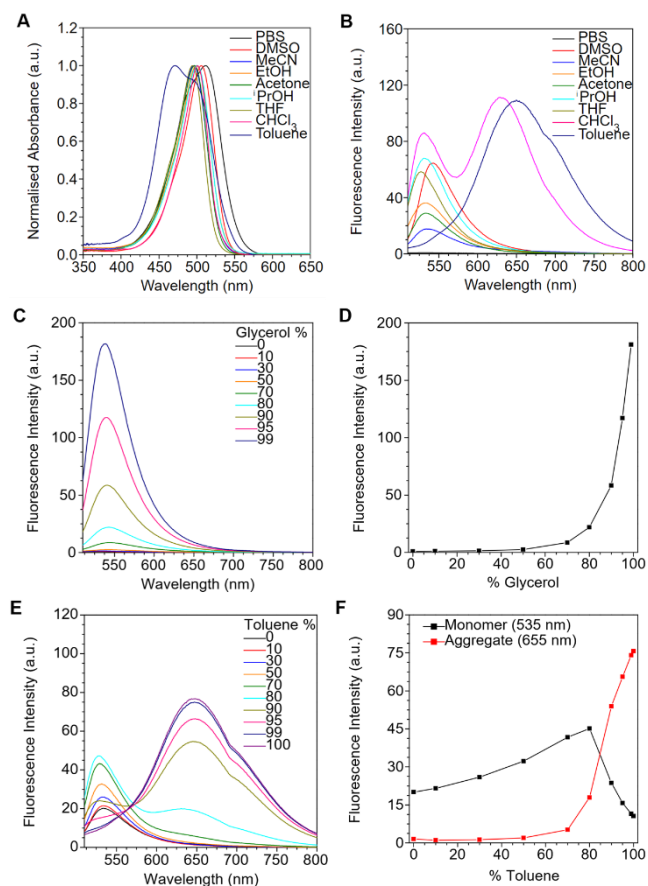 A
PBS
DMSO
MeCN
EtOH
Acetone
iPrOH
THF
CHCl3
Toluene
Normalised Absorbance (a.u.)
1.0
0.8
0.6
0.4
0.2
0.0
350 400 450 500 550 600 650
Wavelength (nm)
B
PBS
DMSO
MeCN
EtOH
Acetone
iPrOH
THF
CHCl3
Toluene
Fluorescence Intensity (a.u.)
160
120
80
40
0
550 600 650 700 750 800
Wavelength (nm)
C
Glycerol %
0
10
30
50
70
80
90
95
99
Fluorescence Intensity (a.u.)
200
150
100
50
0
550 600 650 700 750 800
Wavelength (nm)
D
Fluorescence Intensity (a.u.)
200
150
100
50
0
0 20 40 60 80 100
% Glycerol
E
Toluene %
0
10
30
50
70
80
90
95
99
100
Fluorescence Intensity (a.u.)
120
100
80
60
40
20
0
550 600 650 700 750 800
Wavelength (nm)
F
Monomer (535 nm)
Aggregate (655 nm)
Fluorescence Intensity (a.u.)
90
75
60
45
30
15
0
0 20 40 60 80 100
% Toluene